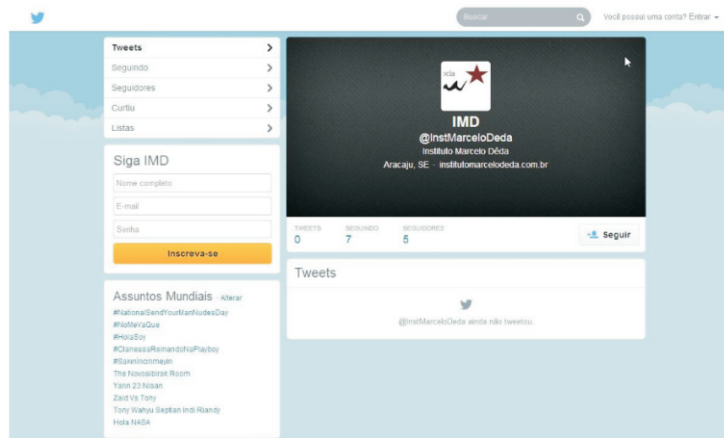 Buscar
Você possui uma conta? Entrar
Tweets
Seguindo
Seguidores
Curtiu
Listas
Siga IMD
Nome completo
E-mail
Senha
Inscreva-se
Assuntos Mundiais · Alterar
#NationalSendYourManNudesDay
#NoMeVaQue
#HolaSoy
The Novosibirsk Room
Yann 23 Nisan
Zaid Vs Tony
Tony Wahyu Septian Indi Riandy
Hola NASA
IMD
@InstMarceloDeda
Instituto Marcelo Dêda
Aracaju, SE · institutomarcelodeda.com.br
TWEETS SEGUINDO SEGUIDORES
0 7 5
Seguir
Tweets
@InstMarceloDeda ainda não tweetou.